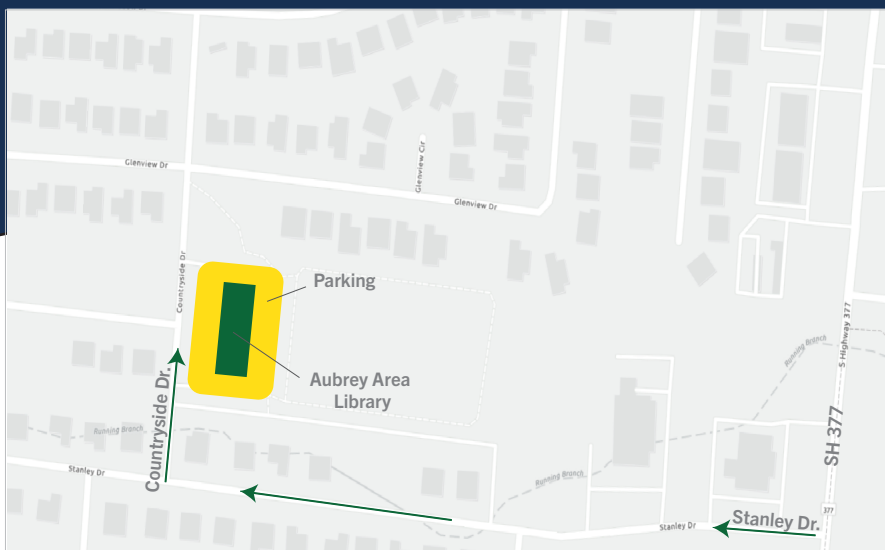 Glenview Dr
Glenview Cir
Glenview Dr
Countryside Dr
Parking
S Highway 377
Running Branch
Aubrey Area
Library
Countryside Dr.
SH 377
Running Branch
Stanley Dr
Running Branch
377
Stanley Dr
Stanley Dr.